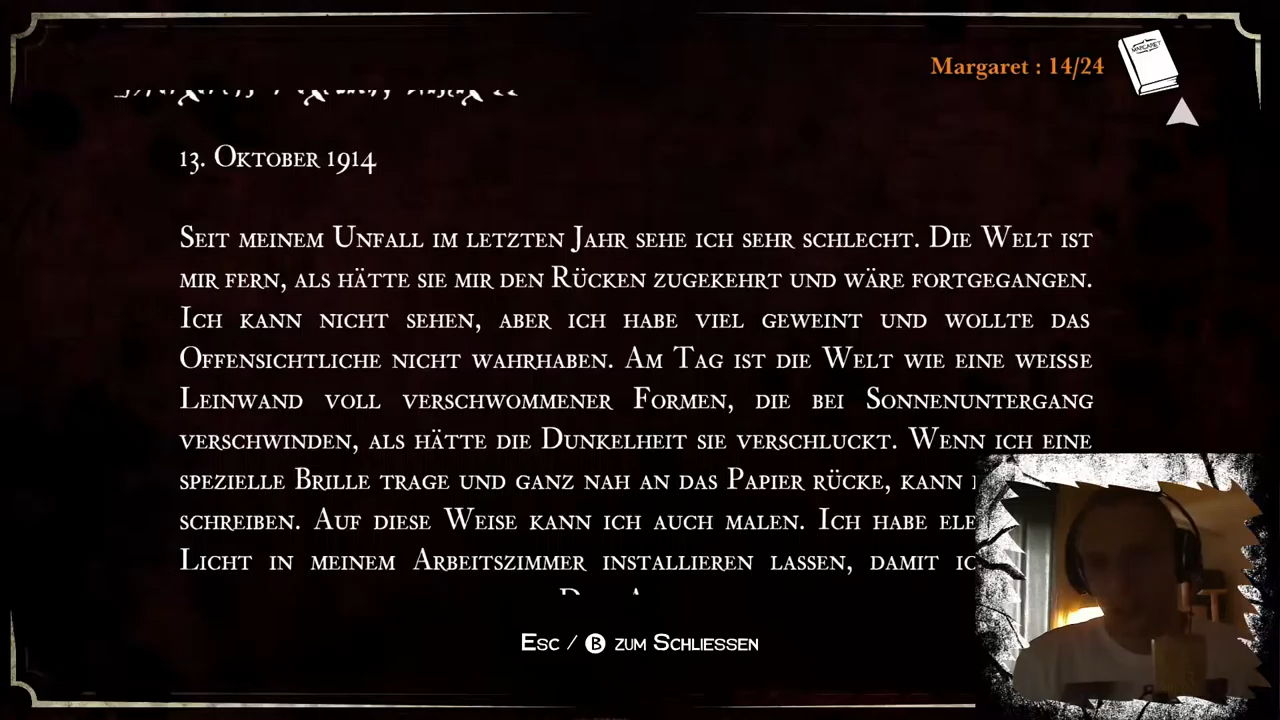 Margaret : 14/24
MARGARET
13. Oktober 1914
Seit meinem Unfall im letzten Jahr sehe ich sehr schlecht. Die Welt ist
mir fern, als hätte sie mir den Rücken zugekehrt und wäre fortgegangen.
Ich kann nicht sehen, aber ich habe viel geweint und wollte das
Offensichtliche nicht wahrhaben. Am Tag ist die Welt wie eine weisse
Leinwand voll verschwommener Formen, die bei Sonnenuntergang
verschwinden, als hätte die Dunkelheit sie verschluckt. Wenn ich eine
spezielle Brille trage und ganz nah an das Papier rücke, kann
schreiben. Auf diese Weise kann ich auch malen. Ich habe ele
Licht in meinem Arbeitszimmer installieren lassen, damit ic
Esc / B zum Schliessen